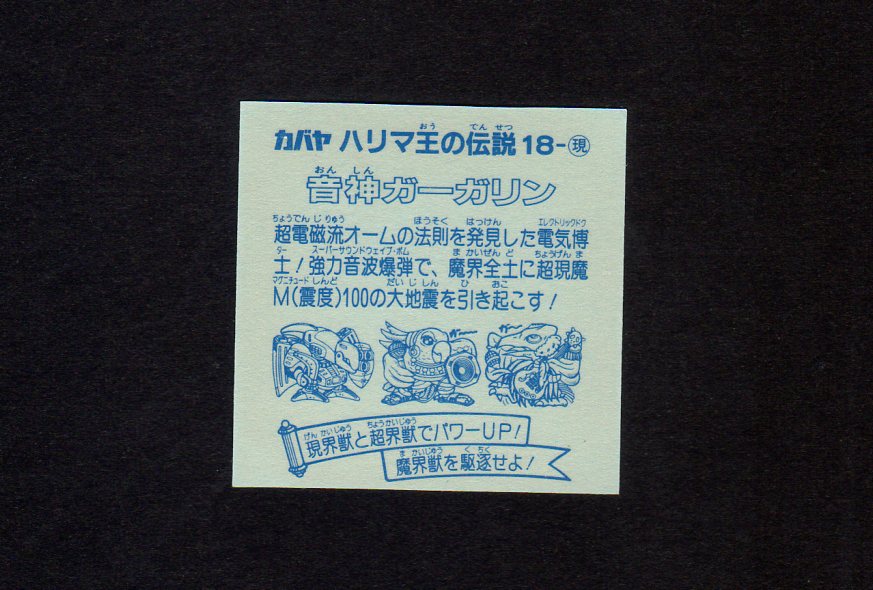 カバヤ ハリマ王の伝説 18-現
音神ガーガリン
超電磁流オームの法則を発見した電気博
士！強力音波爆弾で、魔界全土に超現魔
M(震度)100の大地震を引き起こす！
ガー
ガー
現界獣と超界獣でパワーUP！
魔界獣を駆逐せよ！